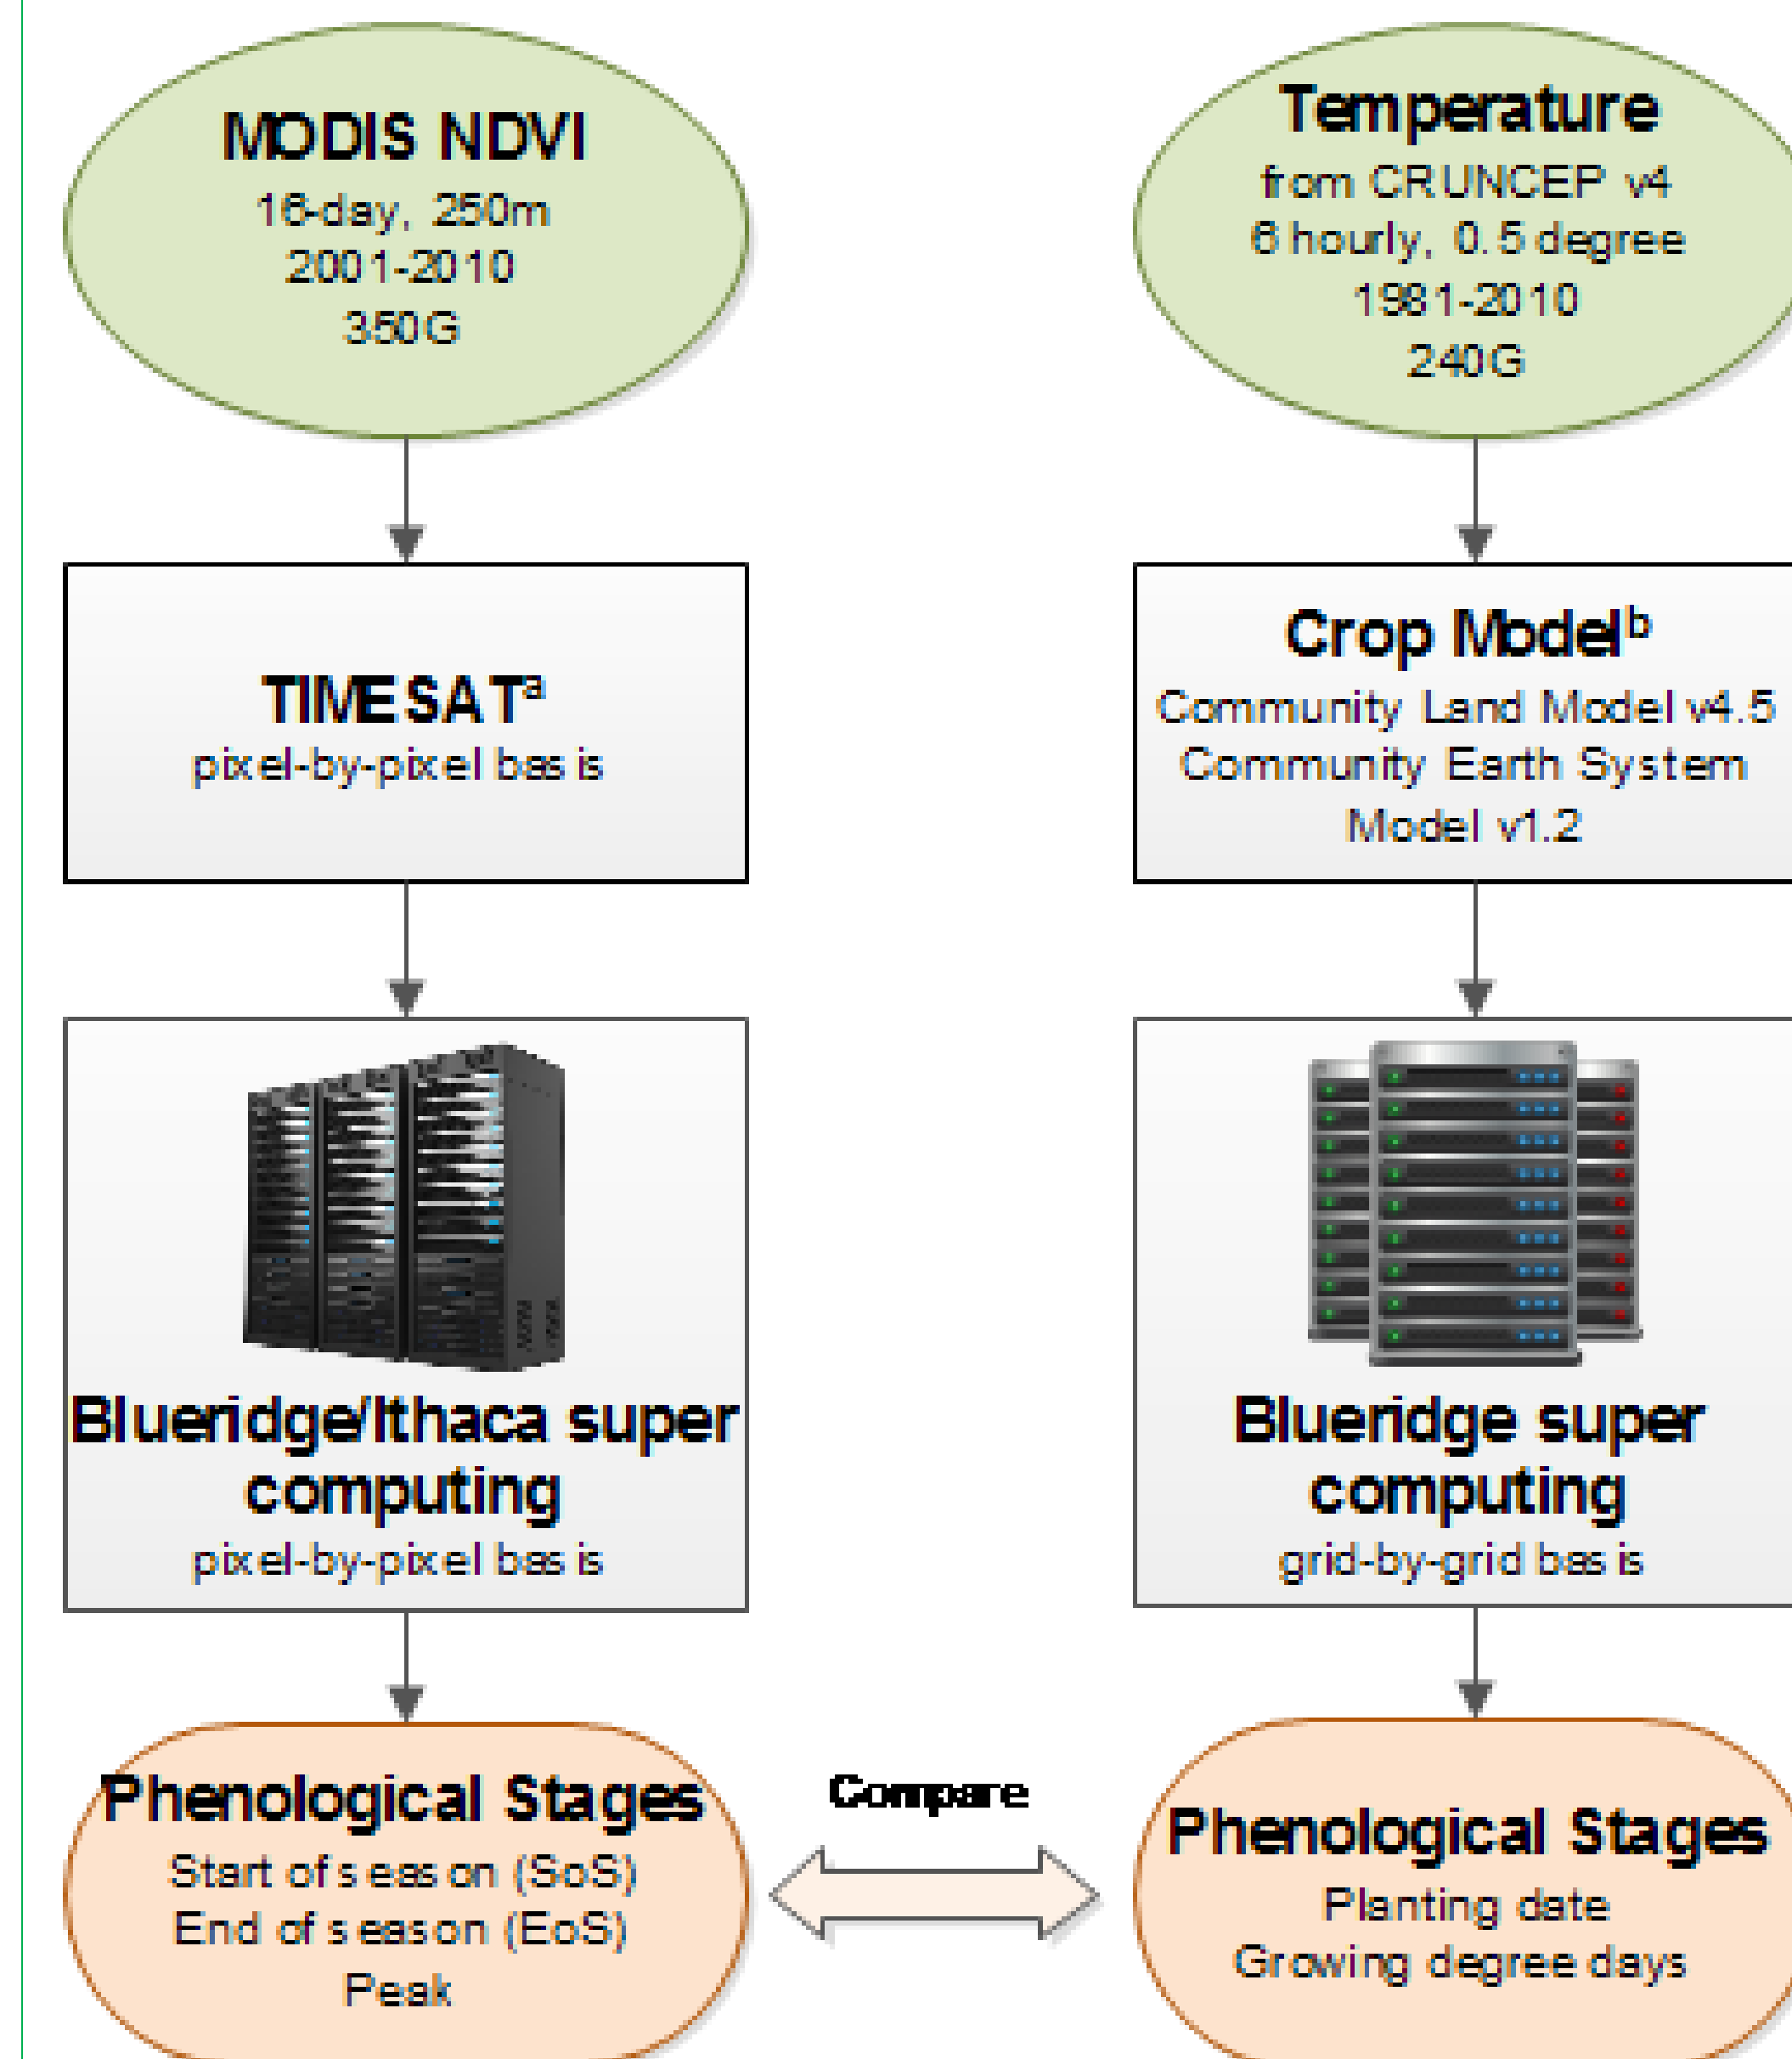 MODIS NDVI
16-day, 250m
2001-2010
350G
Temperature
from CRUNCEP v4
6 hourly, 0.5 degree
1981-2010
240G
TIMESATᵃ
pixel-by-pixel basis
Crop Modelᵇ
Community Land Model v4.5
Community Earth System
Model v1.2
Blueridge/Ithaca super
computing
pixel-by-pixel basis
Blueridge super
computing
grid-by-grid basis
Phenological Stages
Start of season (SoS)
End of season (EoS)
Peak
Compare
Phenological Stages
Planting date
Growing degree days